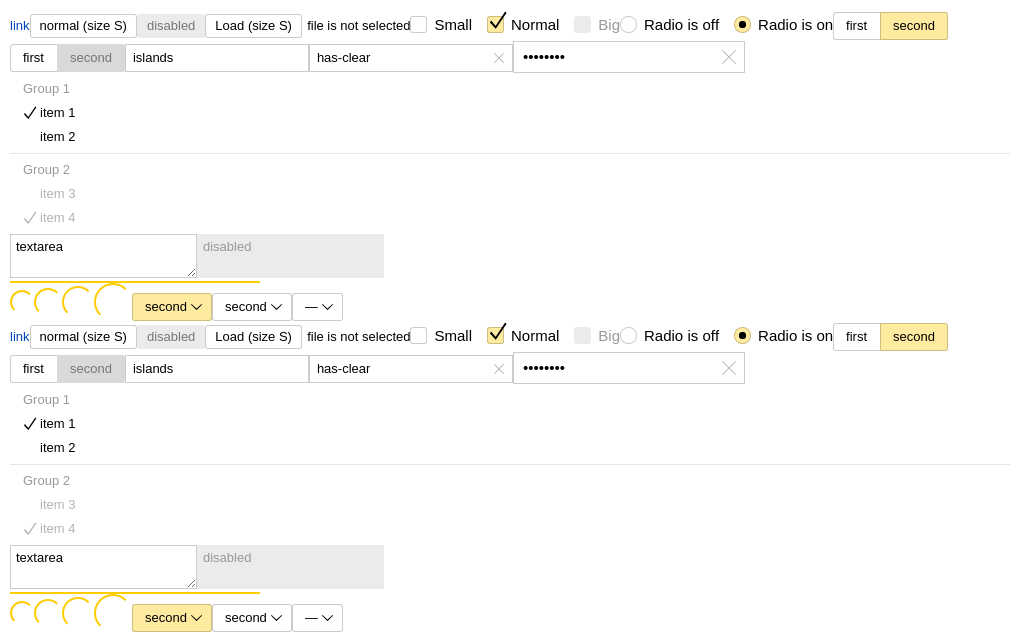 link normal (size S) disabled Load (size S) file is not selected Small Normal Big Radio is off Radio is on first second
first second islands has-clear ••••••••
Group 1
item 1
item 2
Group 2
item 3
item 4
textarea disabled
second second —
link normal (size S) disabled Load (size S) file is not selected Small Normal Big Radio is off Radio is on first second
first second islands has-clear ••••••••
Group 1
item 1
item 2
Group 2
item 3
item 4
textarea disabled
second second —